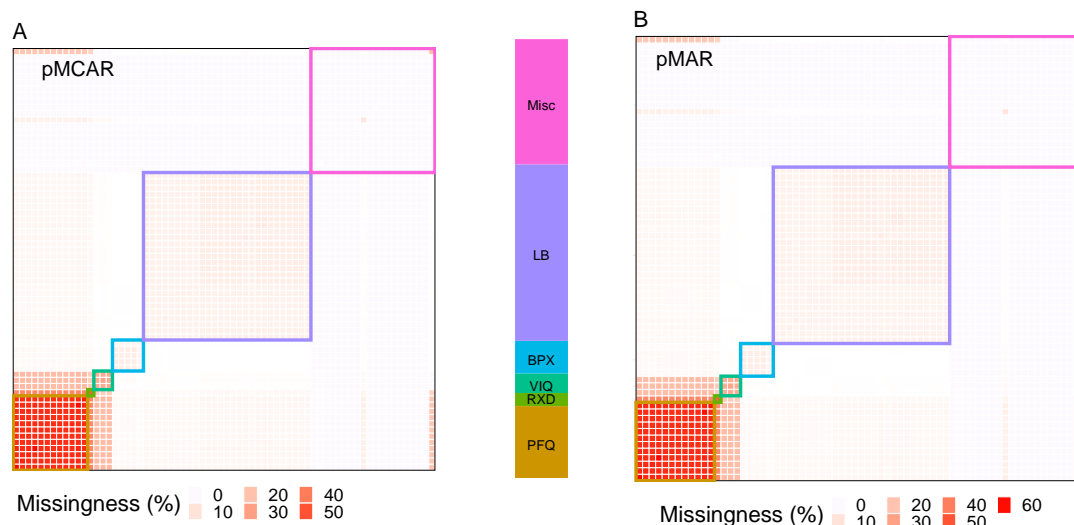 A
pMCAR
Missingness (%)
0 20 40
10 30 50
Misc
LB
BPX
VIQ
RXD
PFQ
B
pMAR
Missingness (%)
0 20 40 60
10 30 50